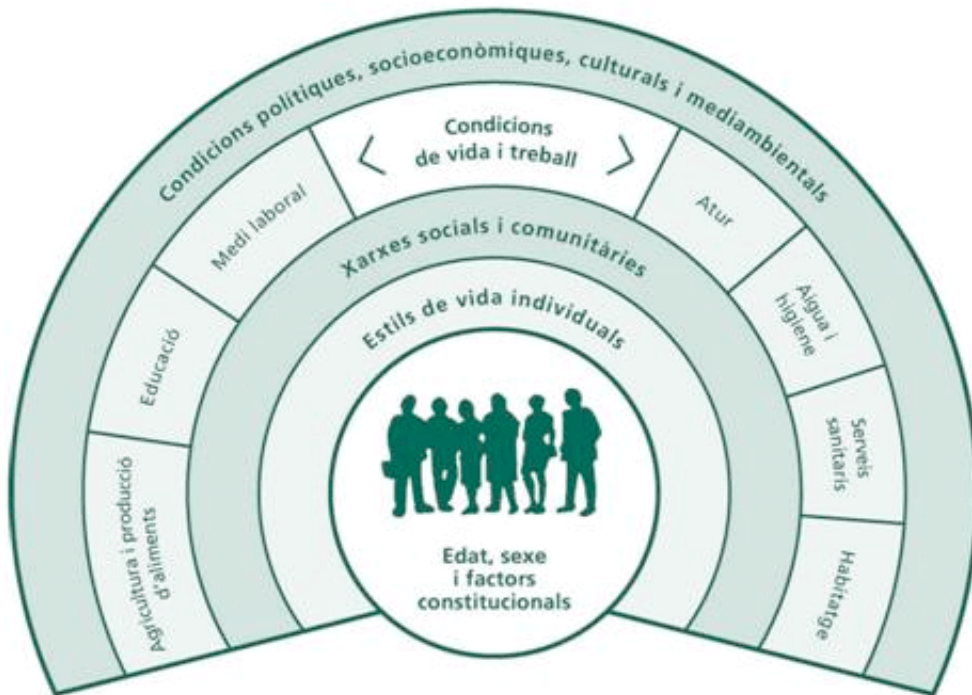 Condicions polítiques, socioeconòmiques, culturals i mediambientals
Condicions
de vida i treball
Agricultura i producció
d'aliments
Educació
Medi laboral
Atur
Aigua i
higiene
Serveis
sanitaris
Habitatge
Xarxes socials i comunitàries
Estils de vida individuals
Edat, sexe
i factors
constitucionals